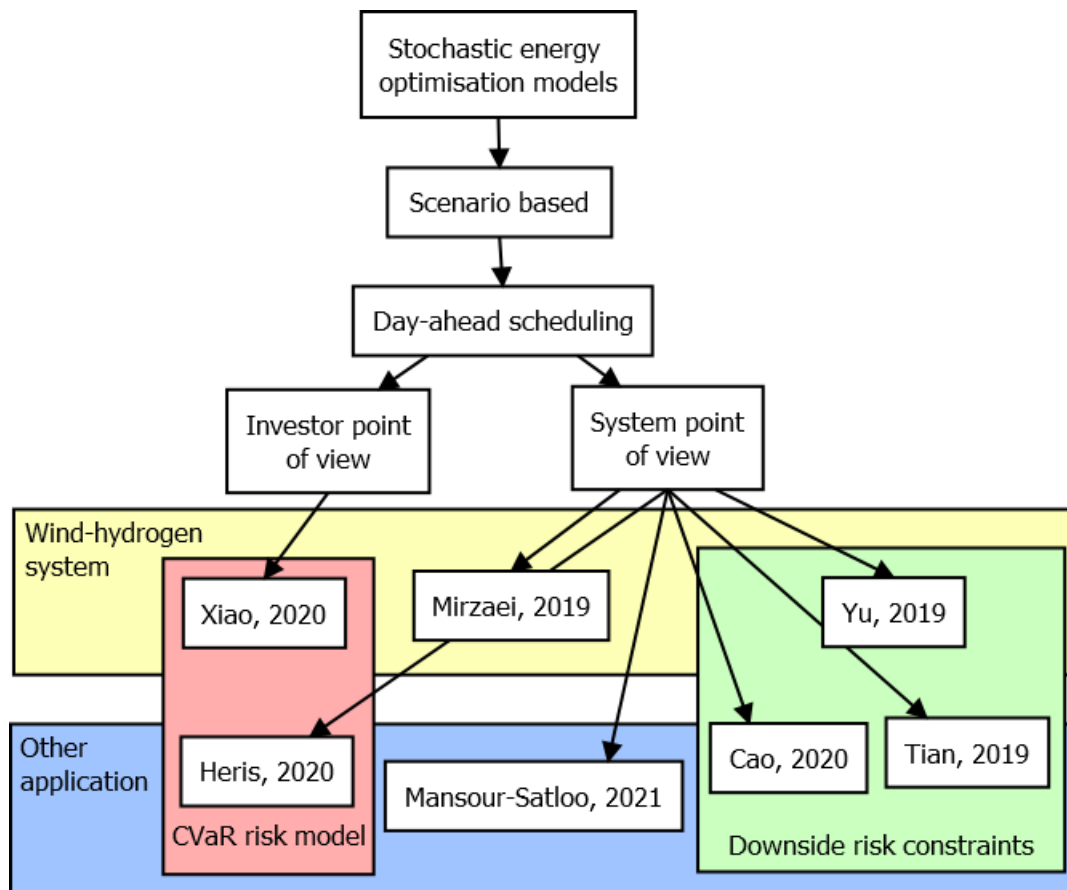 Stochastic energy
optimisation models
Scenario based
Day-ahead scheduling
Investor point
of view
System point
of view
Wind-hydrogen
system
Xiao, 2020
Mirzaei, 2019
Yu, 2019
Other
application
Heris, 2020
Mansour-Satloo, 2021
Cao, 2020
Tian, 2019
CVaR risk model
Downside risk constraints